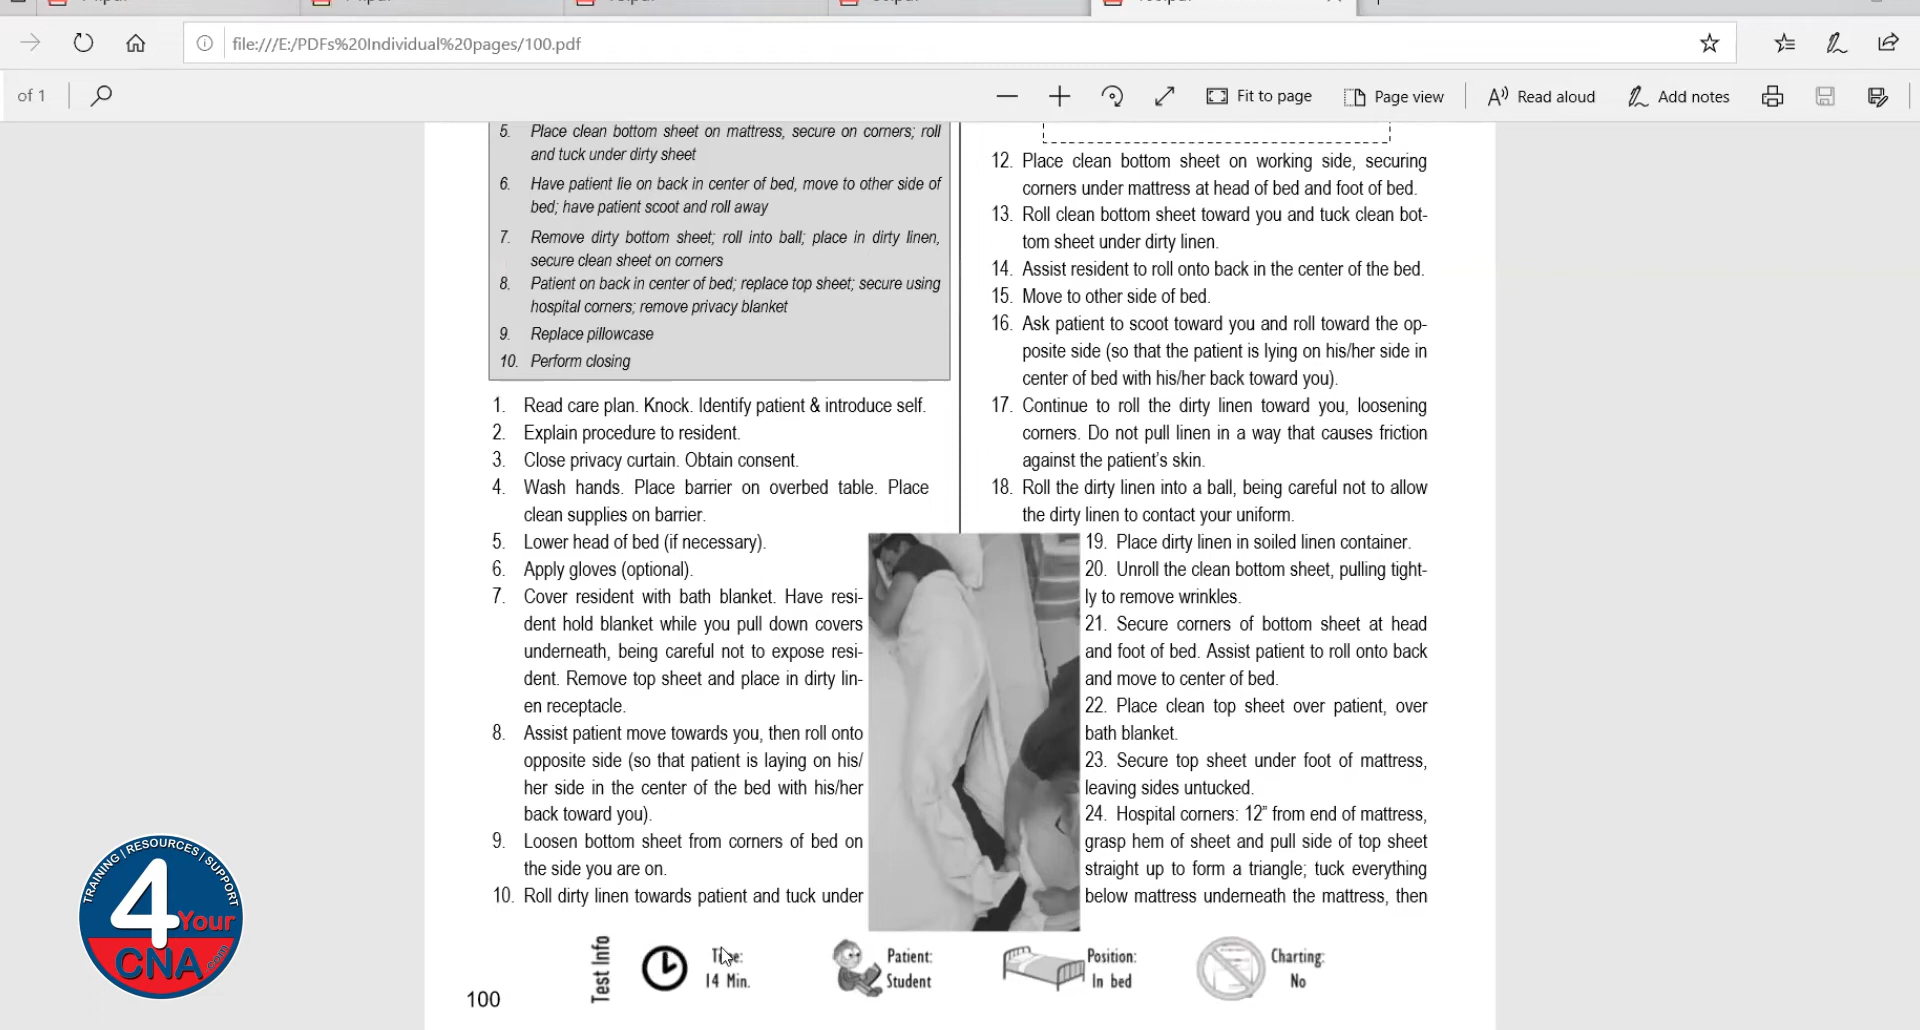 file:///E:/PDFs%20Individual%20pages/100.pdf
of 1
Fit to page
Page view
Read aloud
Add notes
5. Place clean bottom sheet on mattress, secure on corners; roll
and tuck under dirty sheet
6. Have patient lie on back in center of bed, move to other side of
bed; have patient scoot and roll away
7. Remove dirty bottom sheet; roll into ball; place in dirty linen,
secure clean sheet on corners
8. Patient on back in center of bed; replace top sheet; secure using
hospital corners; remove privacy blanket
9. Replace pillowcase
10. Perform closing
1. Read care plan. Knock. Identify patient & introduce self.
2. Explain procedure to resident.
3. Close privacy curtain. Obtain consent.
4. Wash hands. Place barrier on overbed table. Place
clean supplies on barrier.
5. Lower head of bed (if necessary).
6. Apply gloves (optional).
7. Cover resident with bath blanket. Have resi-
dent hold blanket while you pull down covers
underneath, being careful not to expose resi-
dent. Remove top sheet and place in dirty lin-
en receptacle.
8. Assist patient move towards you, then roll onto
opposite side (so that patient is laying on his/
her side in the center of the bed with his/her
back toward you).
9. Loosen bottom sheet from corners of bed on
the side you are on.
10. Roll dirty linen towards patient and tuck under
12. Place clean bottom sheet on working side, securing
corners under mattress at head of bed and foot of bed.
13. Roll clean bottom sheet toward you and tuck clean bot-
tom sheet under dirty linen.
14. Assist resident to roll onto back in the center of the bed.
15. Move to other side of bed.
16. Ask patient to scoot toward you and roll toward the op-
posite side (so that the patient is lying on his/her side in
center of bed with his/her back toward you).
17. Continue to roll the dirty linen toward you, loosening
corners. Do not pull linen in a way that causes friction
against the patient's skin.
18. Roll the dirty linen into a ball, being careful not to allow
the dirty linen to contact your uniform.
19. Place dirty linen in soiled linen container.
20. Unroll the clean bottom sheet, pulling tight-
ly to remove wrinkles.
21. Secure corners of bottom sheet at head
and foot of bed. Assist patient to roll onto back
and move to center of bed.
22. Place clean top sheet over patient, over
bath blanket.
23. Secure top sheet under foot of mattress,
leaving sides untucked.
24. Hospital corners: 12" from end of mattress,
grasp hem of sheet and pull side of top sheet
straight up to form a triangle; tuck everything
below mattress underneath the mattress, then
Test Info
Time:
14 Min.
Patient:
Student
Position:
In bed
Charting:
No
100
TRAINING | RESOURCES | SUPPORT
4 Your
CNA.com